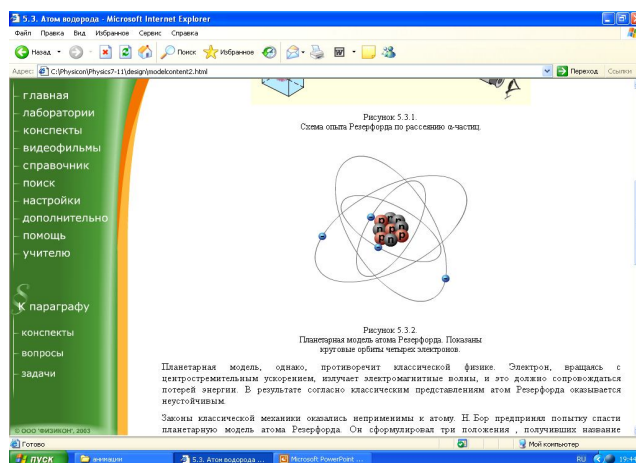 5.3. Атом водорода - Microsoft Internet Explorer
Файл Правка Вид Избранное Сервис Справка
Назад Поиск Избранное
Адрес: C:\Physicon\Physics7-11\design\modelcontent2.html Переход Ссылки
главная
лаборатории
конспекты
видеофильмы
справочник
поиск
настройки
дополнительно
помощь
учителю
§
К параграфу
конспекты
вопросы
задачи
© ООО "ФИЗИКОН", 2003
Рисунок 5.3.1.
Схема опыта Резерфорда по рассеянию α-частиц.
Рисунок 5.3.2.
Планетарная модель атома Резерфорда. Показаны
круговые орбиты четырех электронов.
Планетарная модель, однако, противоречит классической физике. Электрон, вращаясь с
центростремительным ускорением, излучает электромагнитные волны, и это должно сопровождаться
потерей энергии. В результате согласно классическим представлениям атом Резерфорда оказывается
неустойчивым.
Законы классической механики оказались неприменимы к атому. Н. Бор предпринял попытку спасти
планетарную модель атома Резерфорда. Он сформулировал три положения , получивших название
Готово Мой компьютер
пуск анимации 5.3. Атом водорода ... Microsoft PowerPoint ... RU 19:44